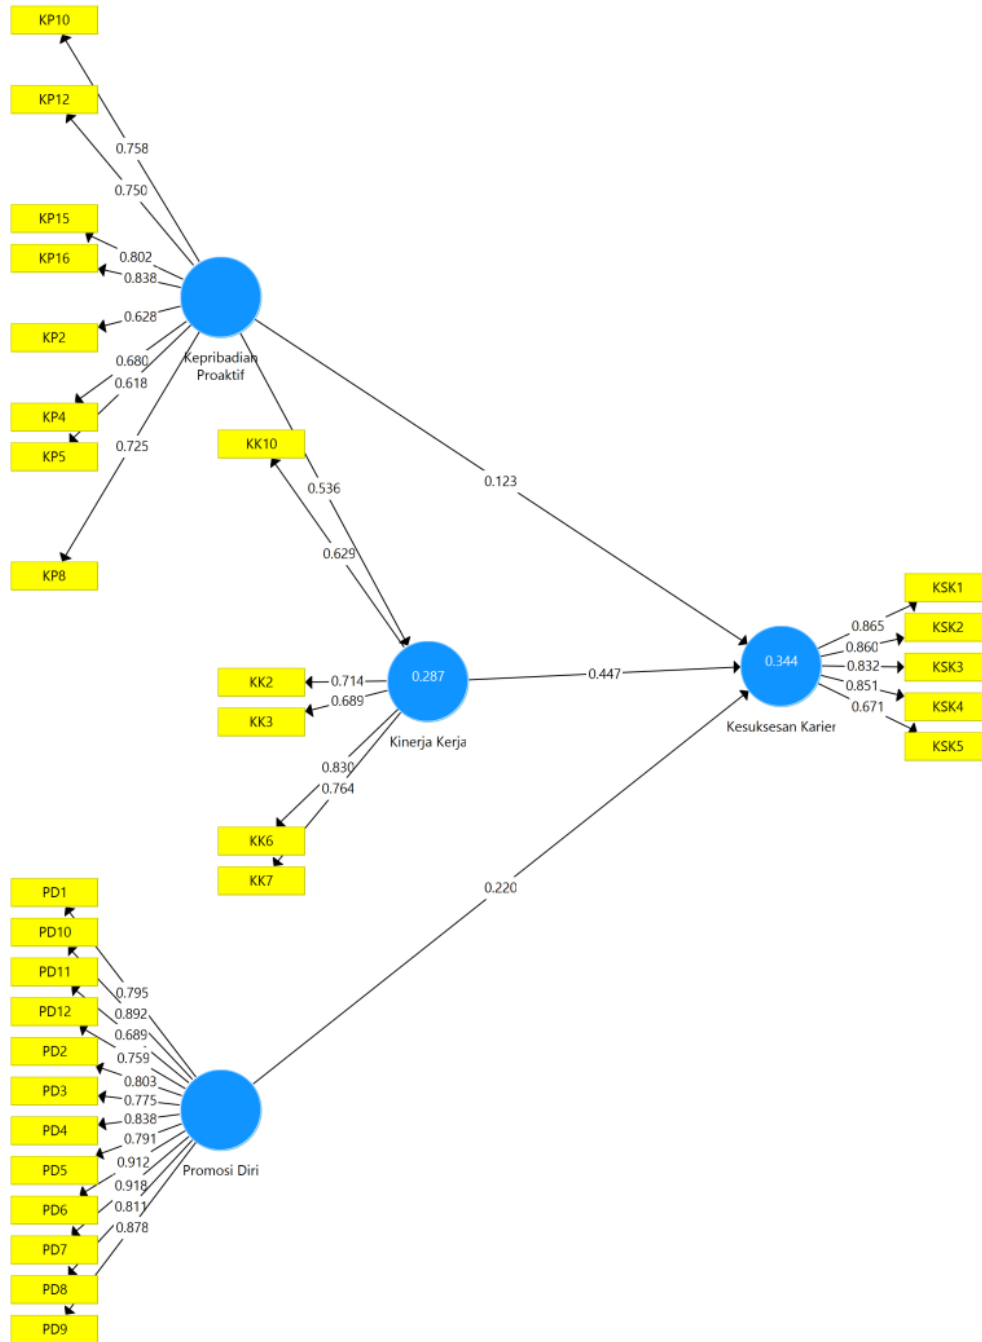 KP10
KP12
0.758
0.750
KP15
0.802
KP16
0.838
0.628
KP2
0.680
0.618
KP4
KP5
0.725
KP8
Kepribadian
Proaktif
KK10
0.536
0.629
0.123
KK2
0.714
KK3
0.689
0.287
Kinerja Kerja
0.830
0.764
KK6
KK7
0.447
0.344
Kesuksesan Karier
KSK1
0.865
KSK2
0.860
KSK3
0.832
KSK4
0.851
0.671
KSK5
0.220
PD1
PD10
PD11
0.795
PD12
0.892
0.689
PD2
0.759
0.803
PD3
0.775
PD4
0.838
0.791
PD5
0.912
0.918
PD6
0.811
0.878
PD7
PD8
PD9
Promosi Diri